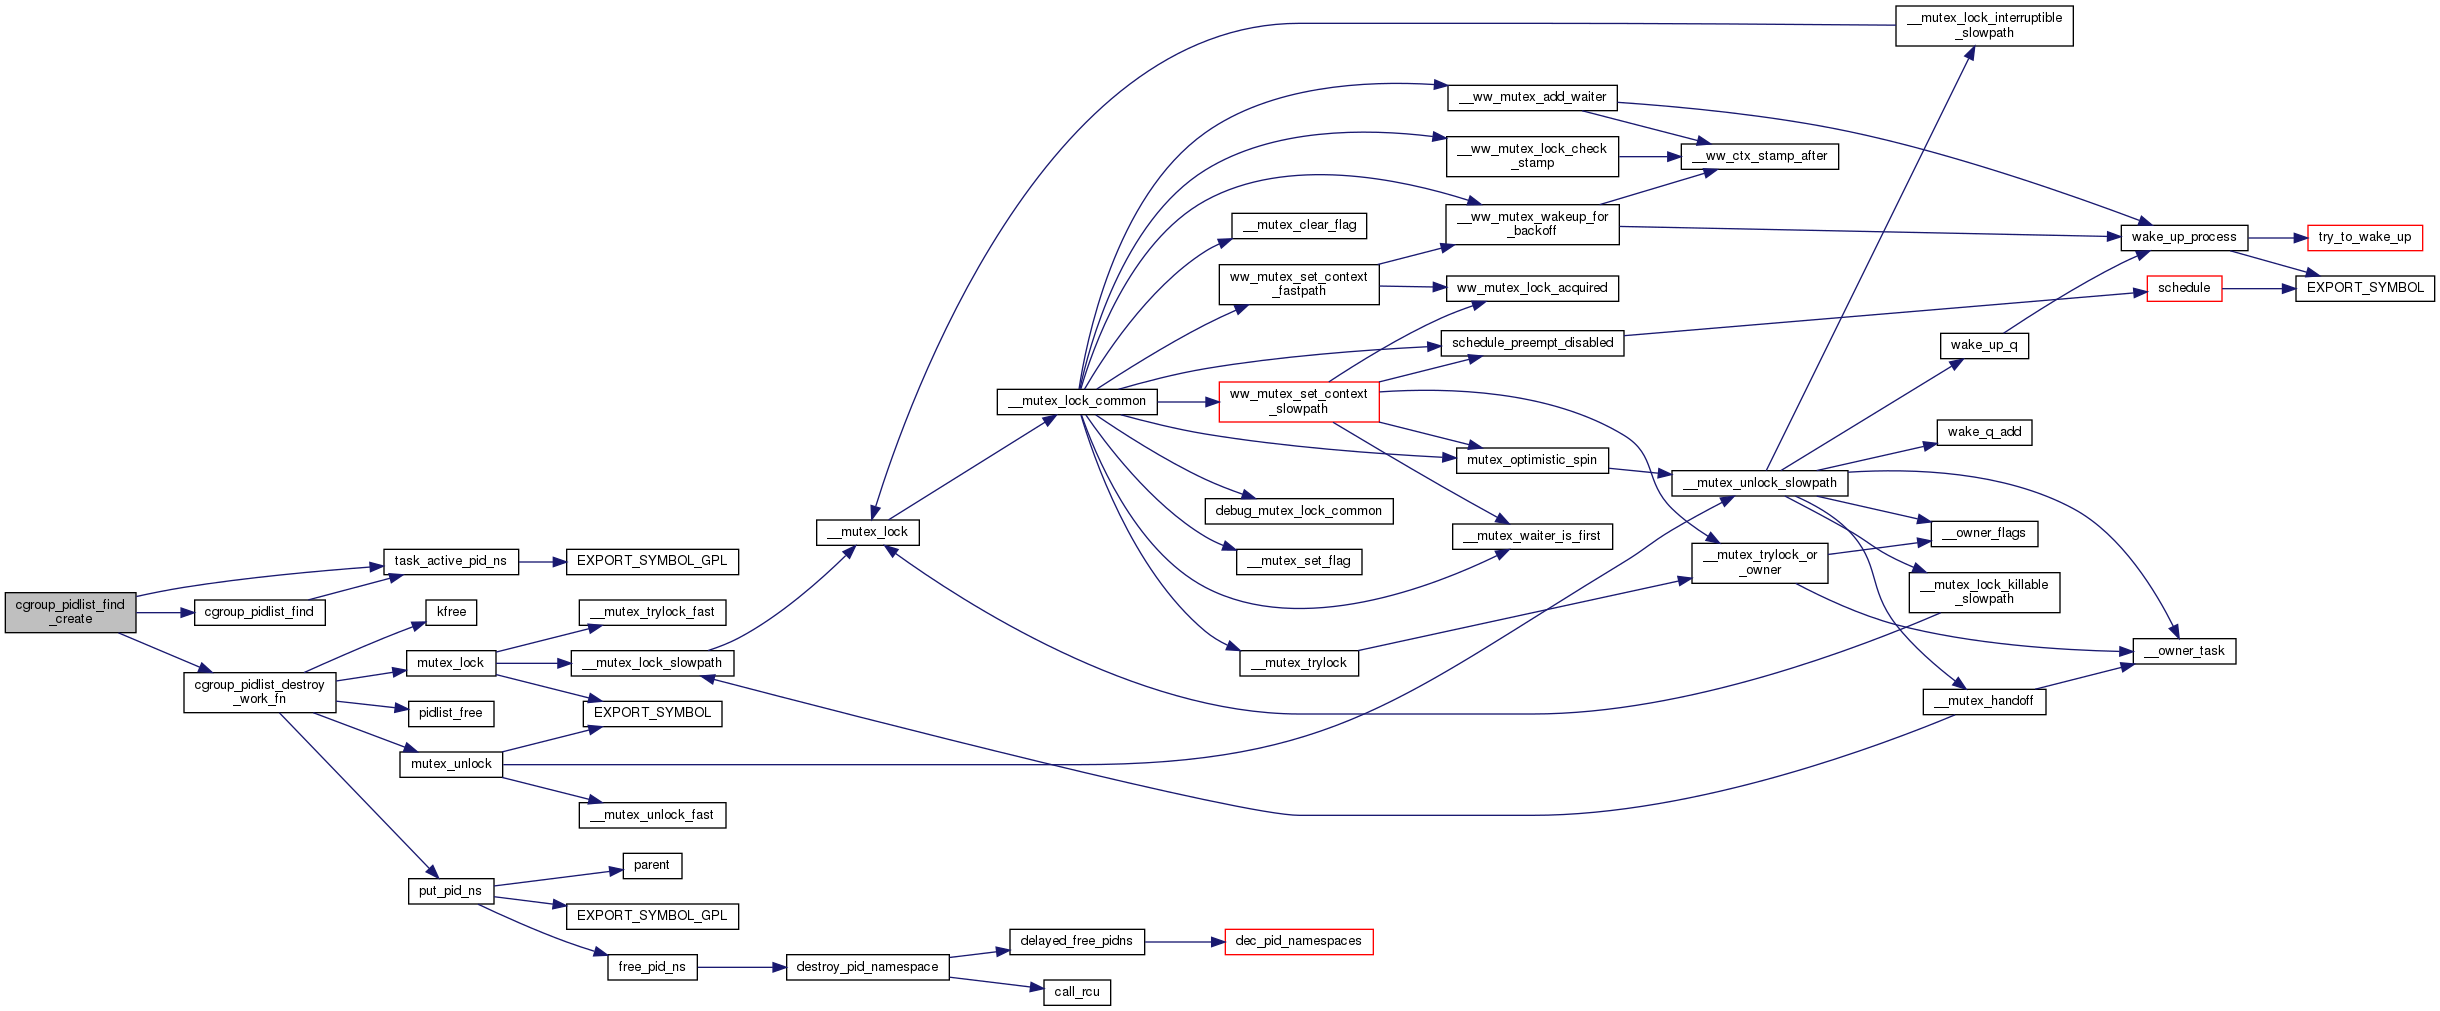 cgroup_pidlist_find
_create
task_active_pid_ns
EXPORT_SYMBOL_GPL
cgroup_pidlist_find
cgroup_pidlist_destroy
_work_fn
kfree
mutex_lock
pidlist_free
mutex_unlock
put_pid_ns
__mutex_trylock_fast
__mutex_lock_slowpath
EXPORT_SYMBOL
__mutex_unlock_fast
parent
EXPORT_SYMBOL_GPL
free_pid_ns
destroy_pid_namespace
delayed_free_pidns
call_rcu
dec_pid_namespaces
__mutex_lock
__mutex_lock_common
__mutex_clear_flag
ww_mutex_set_context
_fastpath
ww_mutex_set_context
_slowpath
debug_mutex_lock_common
__mutex_set_flag
__mutex_trylock
__ww_mutex_add_waiter
__ww_mutex_lock_check
_stamp
__ww_mutex_wakeup_for
_backoff
ww_mutex_lock_acquired
schedule_preempt_disabled
mutex_optimistic_spin
__mutex_waiter_is_first
__ww_ctx_stamp_after
__mutex_unlock_slowpath
__mutex_trylock_or
_owner
__mutex_lock_interruptible
_slowpath
wake_up_q
wake_q_add
__owner_flags
__mutex_lock_killable
_slowpath
__mutex_handoff
wake_up_process
schedule
__owner_task
try_to_wake_up
EXPORT_SYMBOL